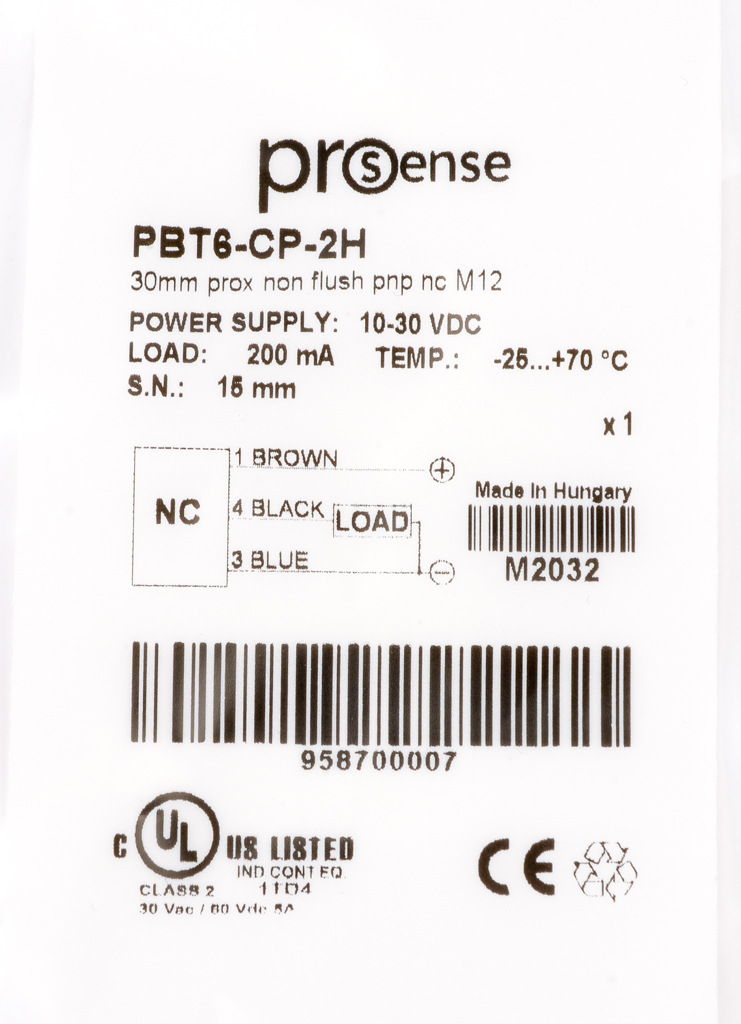 prosense
PBT6-CP-2H
30mm prox non flush pnp nc M12
POWER SUPPLY: 10-30 VDC
LOAD: 200 mA TEMP.: -25...+70 °C
S.N.: 15 mm
x 1
1 BROWN +
NC
4 BLACK LOAD
3 BLUE -
Made In Hungary
M2032
958700007
C UL US LISTED
IND CONT EQ.
CLASS 2 11D4
30 Vac / 60 Vdc 5A
CE